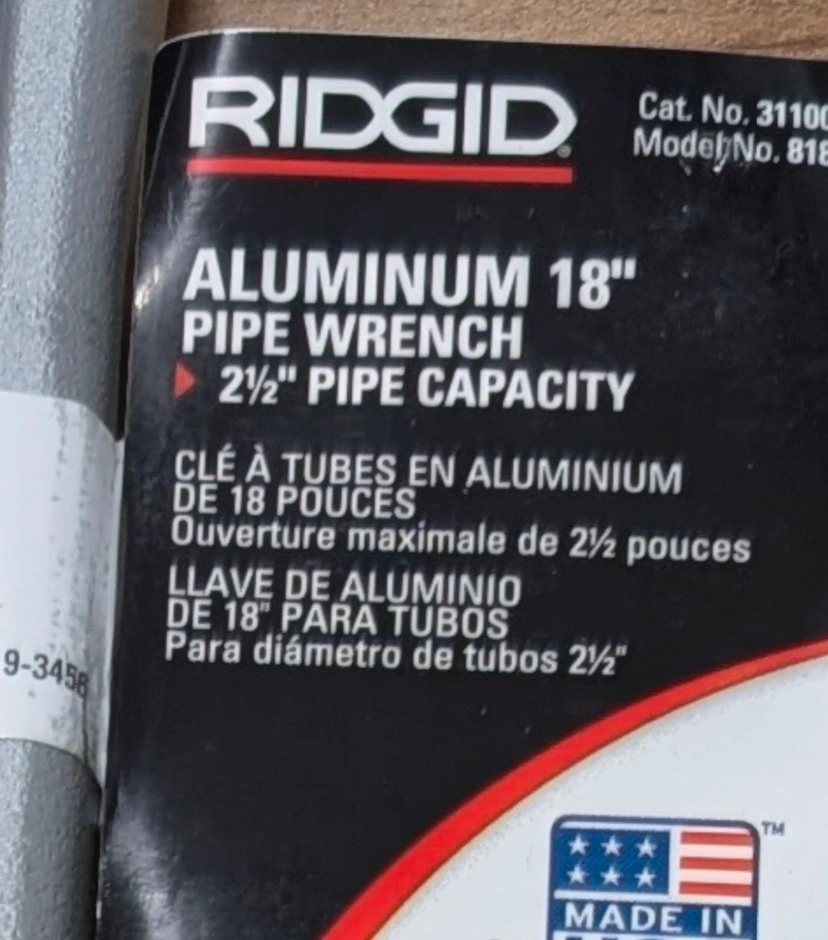 RIDGID
Cat. No. 31100
Model No. 818
ALUMINUM 18"
PIPE WRENCH
2½" PIPE CAPACITY
CLÉ À TUBES EN ALUMINIUM
DE 18 POUCES
Ouverture maximale de 2½ pouces
LLAVE DE ALUMINIO
DE 18" PARA TUBOS
Para diámetro de tubos 2½"
9-3456
TM
MADE IN